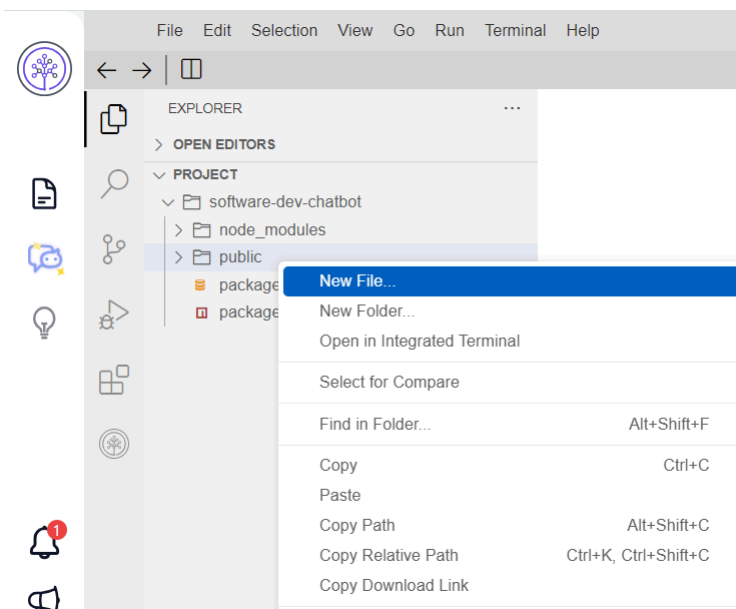 File Edit Selection View Go Run Terminal Help
EXPLORER
OPEN EDITORS
PROJECT
software-dev-chatbot
node_modules
public
package
package
New File...
New Folder...
Open in Integrated Terminal
Select for Compare
Find in Folder... Alt+Shift+F
Copy Ctrl+C
Paste
Copy Path Alt+Shift+C
Copy Relative Path Ctrl+K, Ctrl+Shift+C
Copy Download Link
1